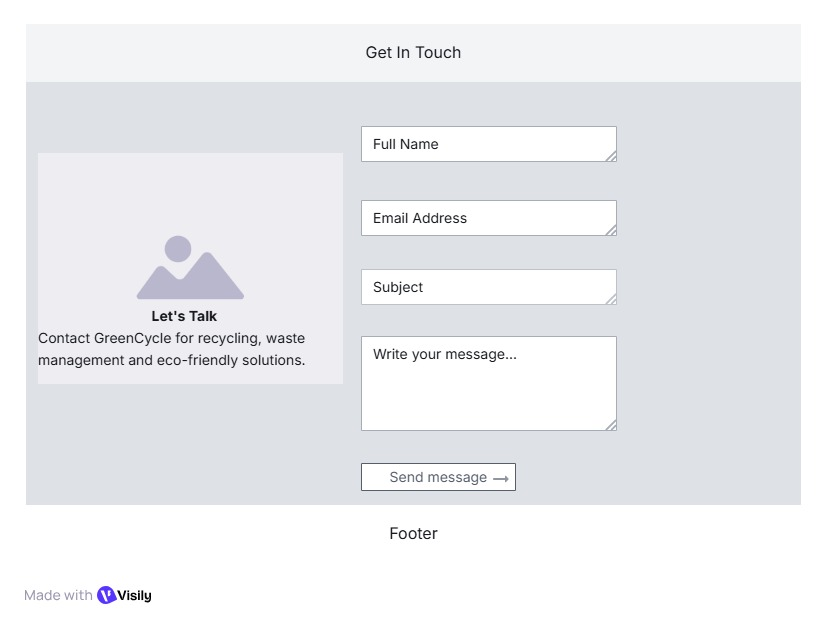 Get In Touch
Full Name
Email Address
Subject
Let's Talk
Contact GreenCycle for recycling, waste
management and eco-friendly solutions.
Write your message...
Send message
Footer
Made with Visily